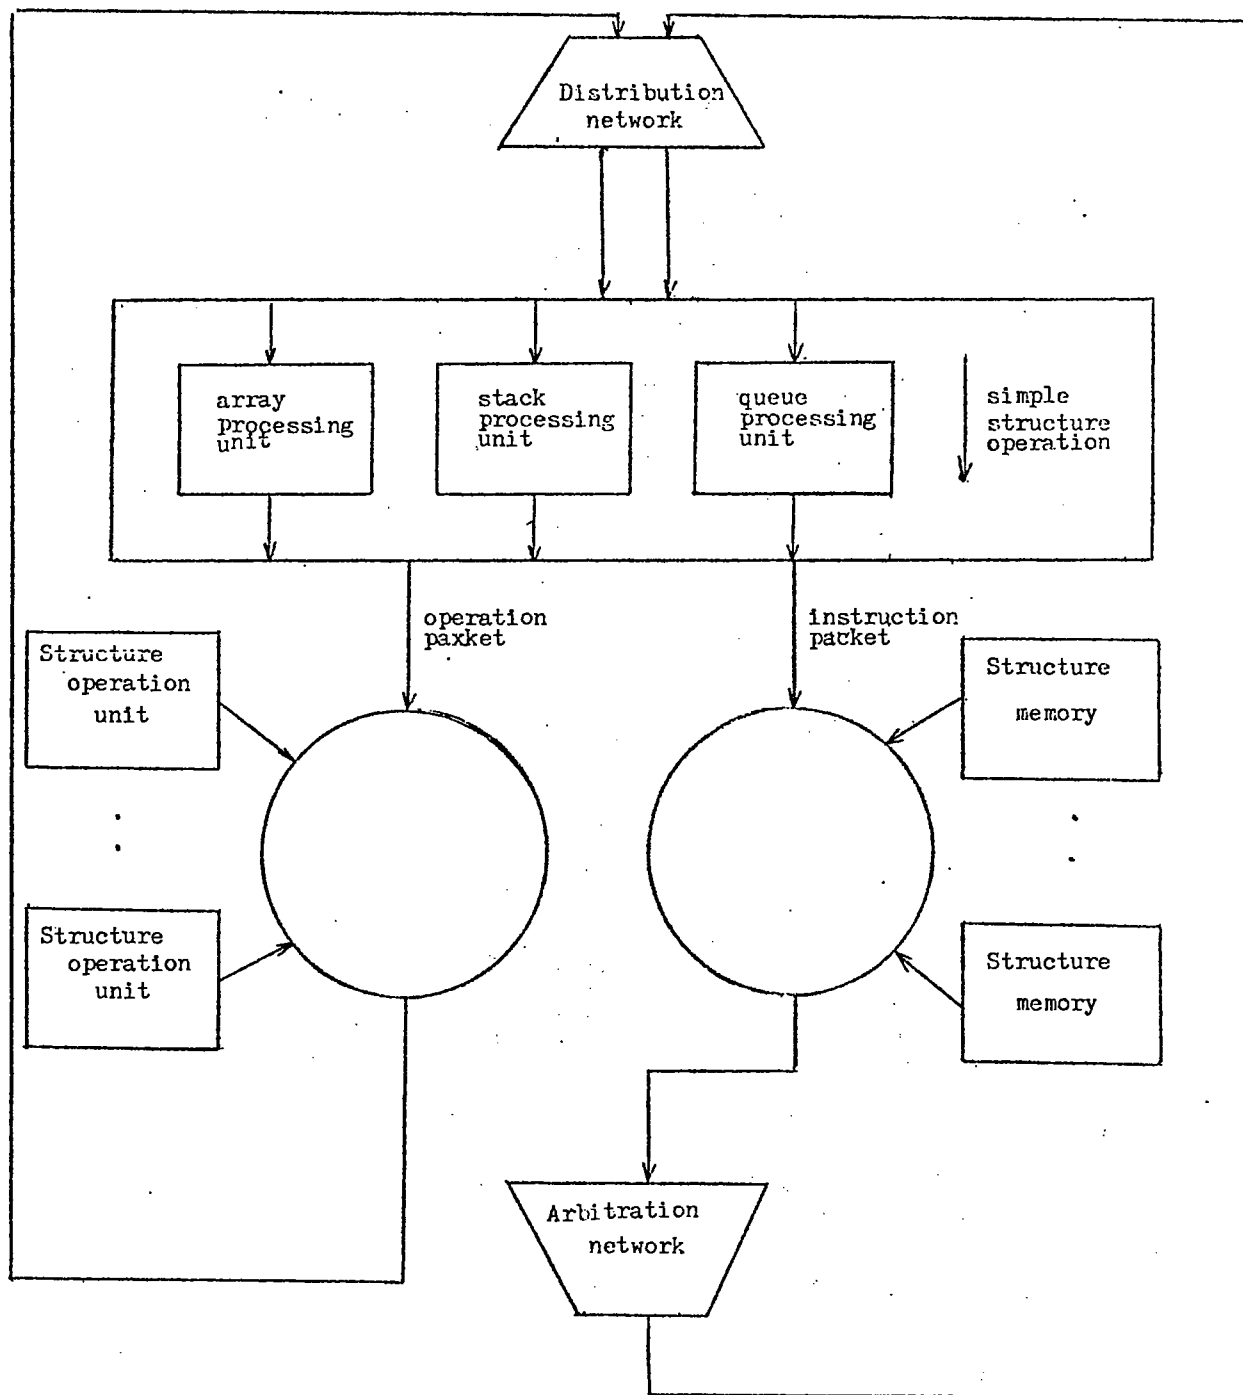 Distribution
network
array
processing
unit
stack
processing
unit
queue
processing
unit
simple
structure
operation
operation
paxket
instruction
packet
Structure
operation
unit
Structure
memory
Structure
operation
unit
Structure
memory
Arbitration
network